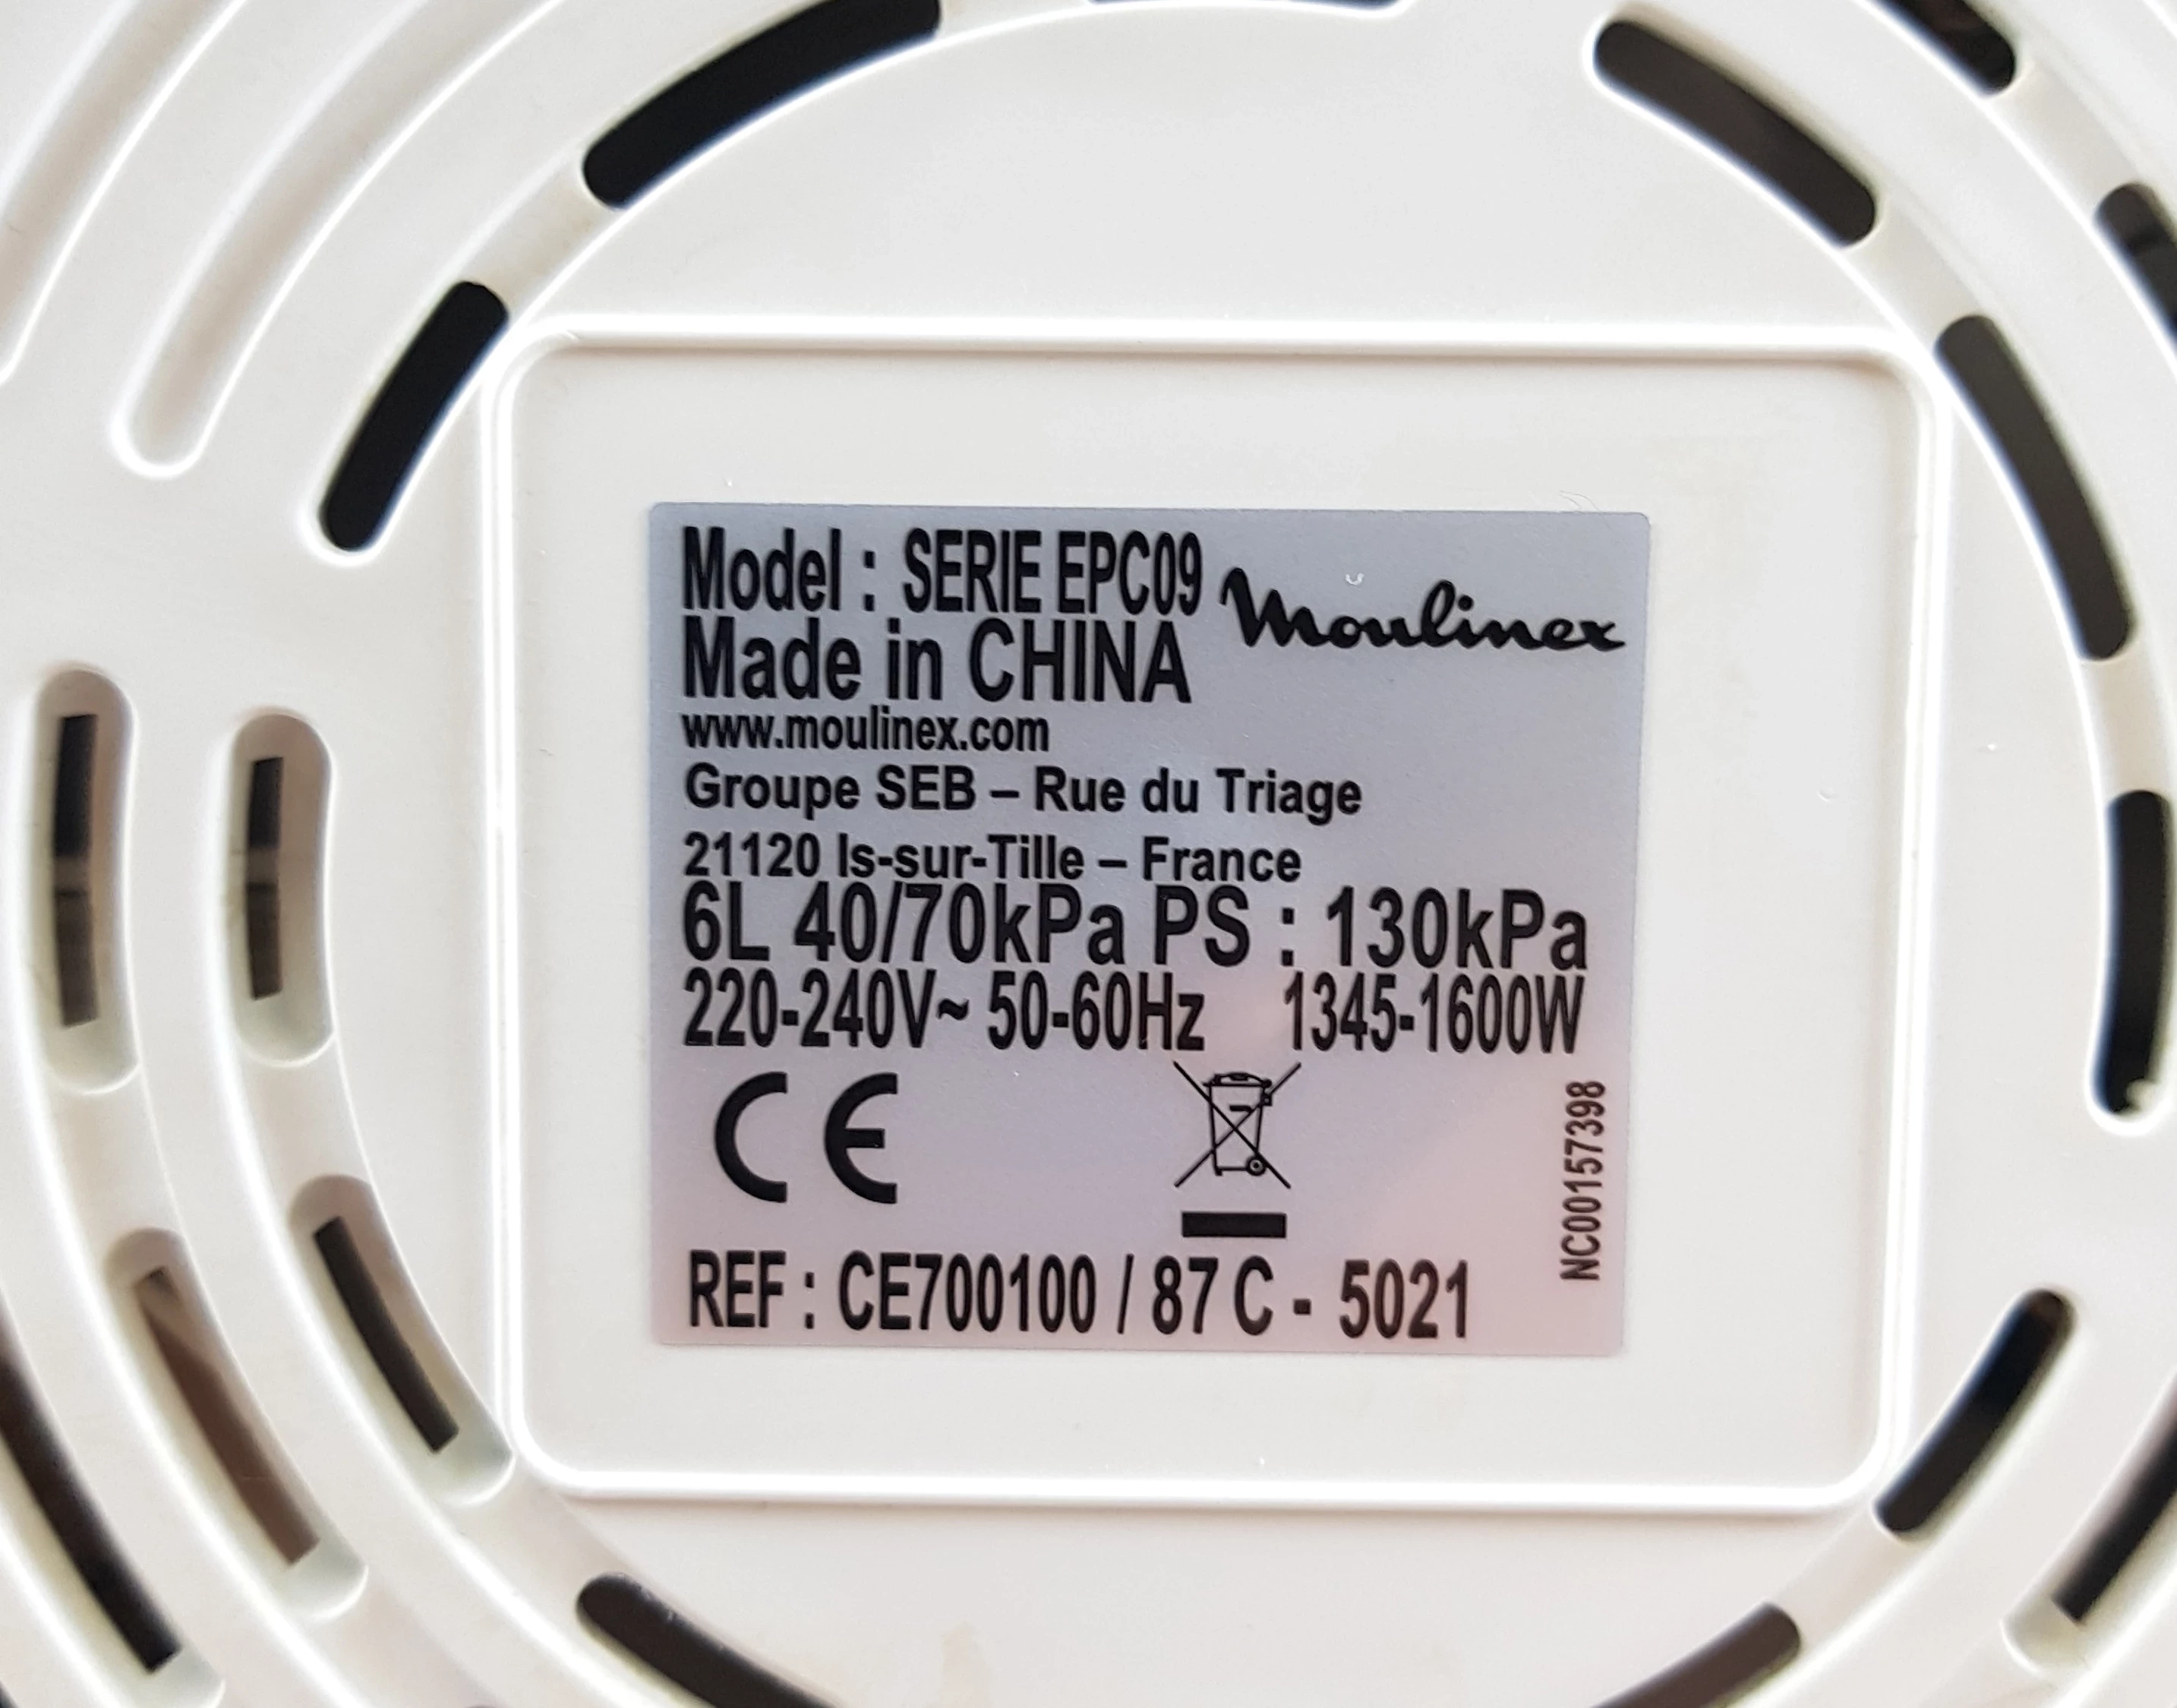 Model : SERIE EPC09
Moulinex
Made in CHINA
www.moulinex.com
Groupe SEB – Rue du Triage
21120 Is-sur-Tille – France
6L 40/70kPa PS : 130kPa
220-240V~ 50-60Hz 1345-1600W
CE
NC00157398
REF : CE700100 / 87 C - 5021